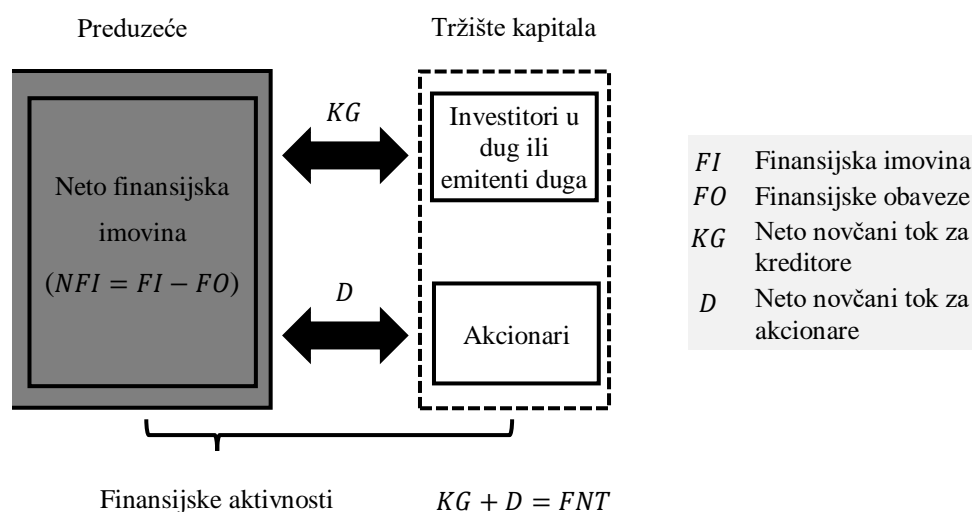 Preduzeće
Tržište kapitala
Neto finansijska
imovina
(NFI = FI − FO)
KG
D
Investitori u
dug ili
emitenti duga
Akcionari
FI Finansijska imovina
FO Finansijske obaveze
KG Neto novčani tok za
kreditore
D Neto novčani tok za
akcionare
Finansijske aktivnosti
KG + D = FNT